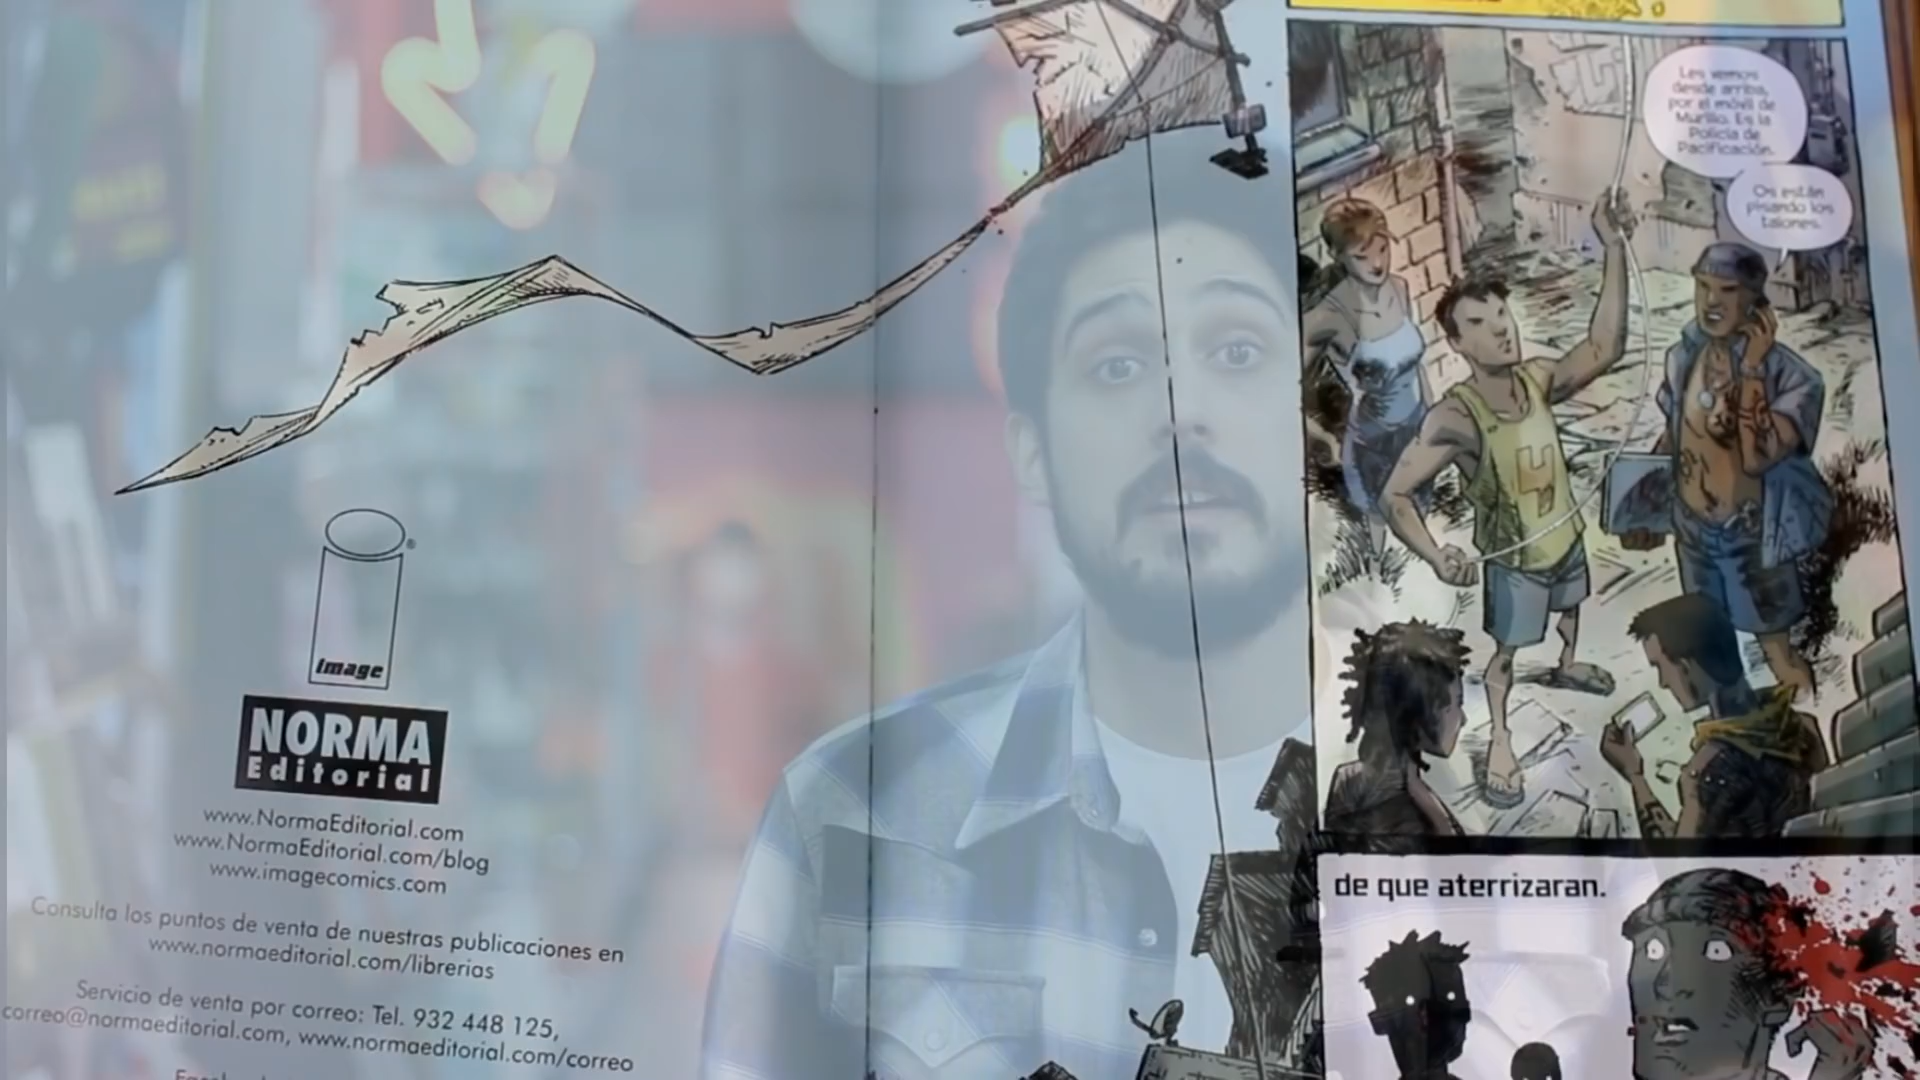 Les vemos
desde arriba,
por el móvil de
Murilo. Es la
Policía de
Pacificación.
Os están
pisando los
talones.
4
de que aterrizaran.
image
NORMA
Editorial
www.NormaEditorial.com
www.NormaEditorial.com/blog
www.imagecomics.com
Consulta los puntos de venta de nuestras publicaciones en
www.normaeditorial.com/librerias
Servicio de venta por correo: Tel. 932 448 125,
correo@normaeditorial.com, www.normaeditorial.com/correo